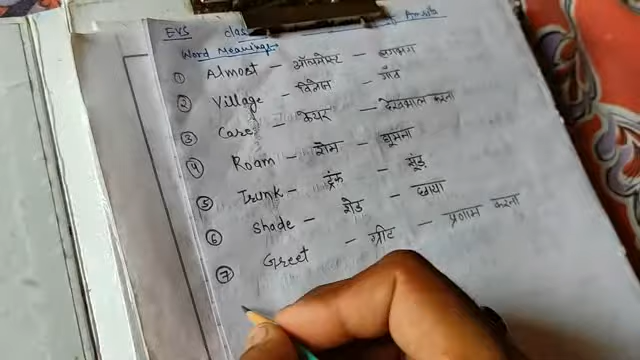 EVS class
Word Meanings
① Almost - ऑलमोस्ट - लगभग
② Village - विलेज - गाँव
③ Care - केयर - देखभाल करना
④ Roam - रोम - घूमना
⑤ Trunk - ट्रंक - सूंड
⑥ Shade - शेड - छाया
⑦ Greet - ग्रीट - प्रणाम करना